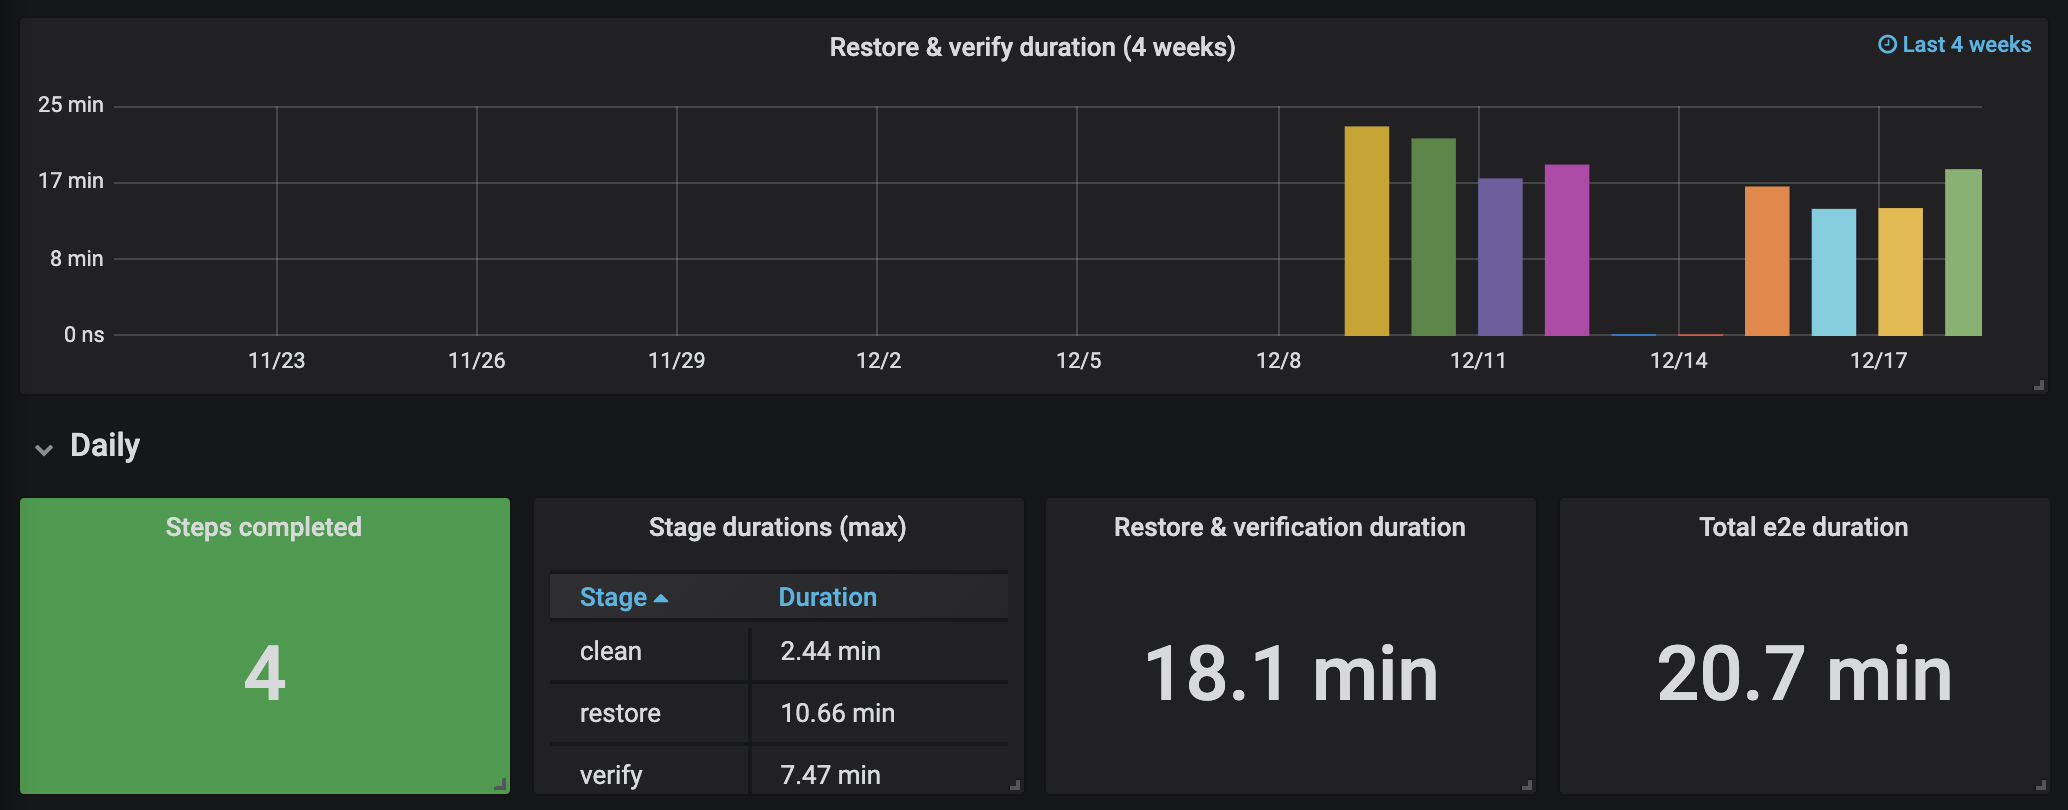 Restore & verify duration (4 weeks)
Last 4 weeks
25 min
17 min
8 min
0 ns
11/23 11/26 11/29 12/2 12/5 12/8 12/11 12/14 12/17
Daily
Steps completed
4
Stage durations (max)
Stage Duration
clean 2.44 min
restore 10.66 min
verify 7.47 min
Restore & verification duration
18.1 min
Total e2e duration
20.7 min